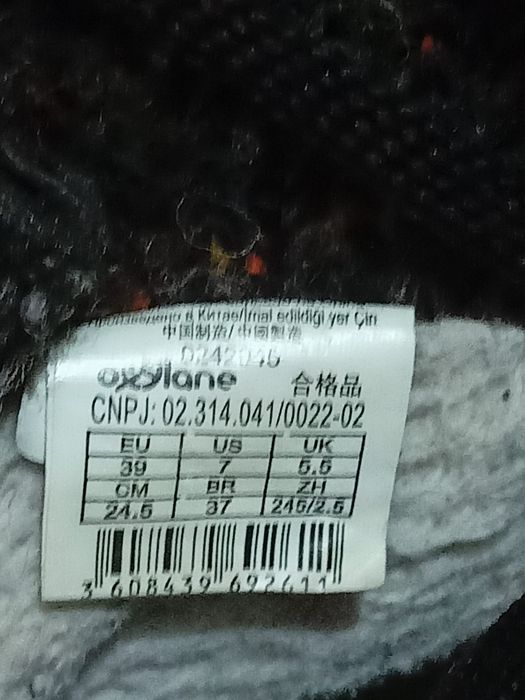 Произведено в Китае/İmal edildiği yer Çin
中国制造/中國製造
oxylane 合格品
CNPJ: 02.314.041/0022-02
EU US UK
39 7 5.5
CM BR ZH
24.5 37 245/2.5
3 608439 692611